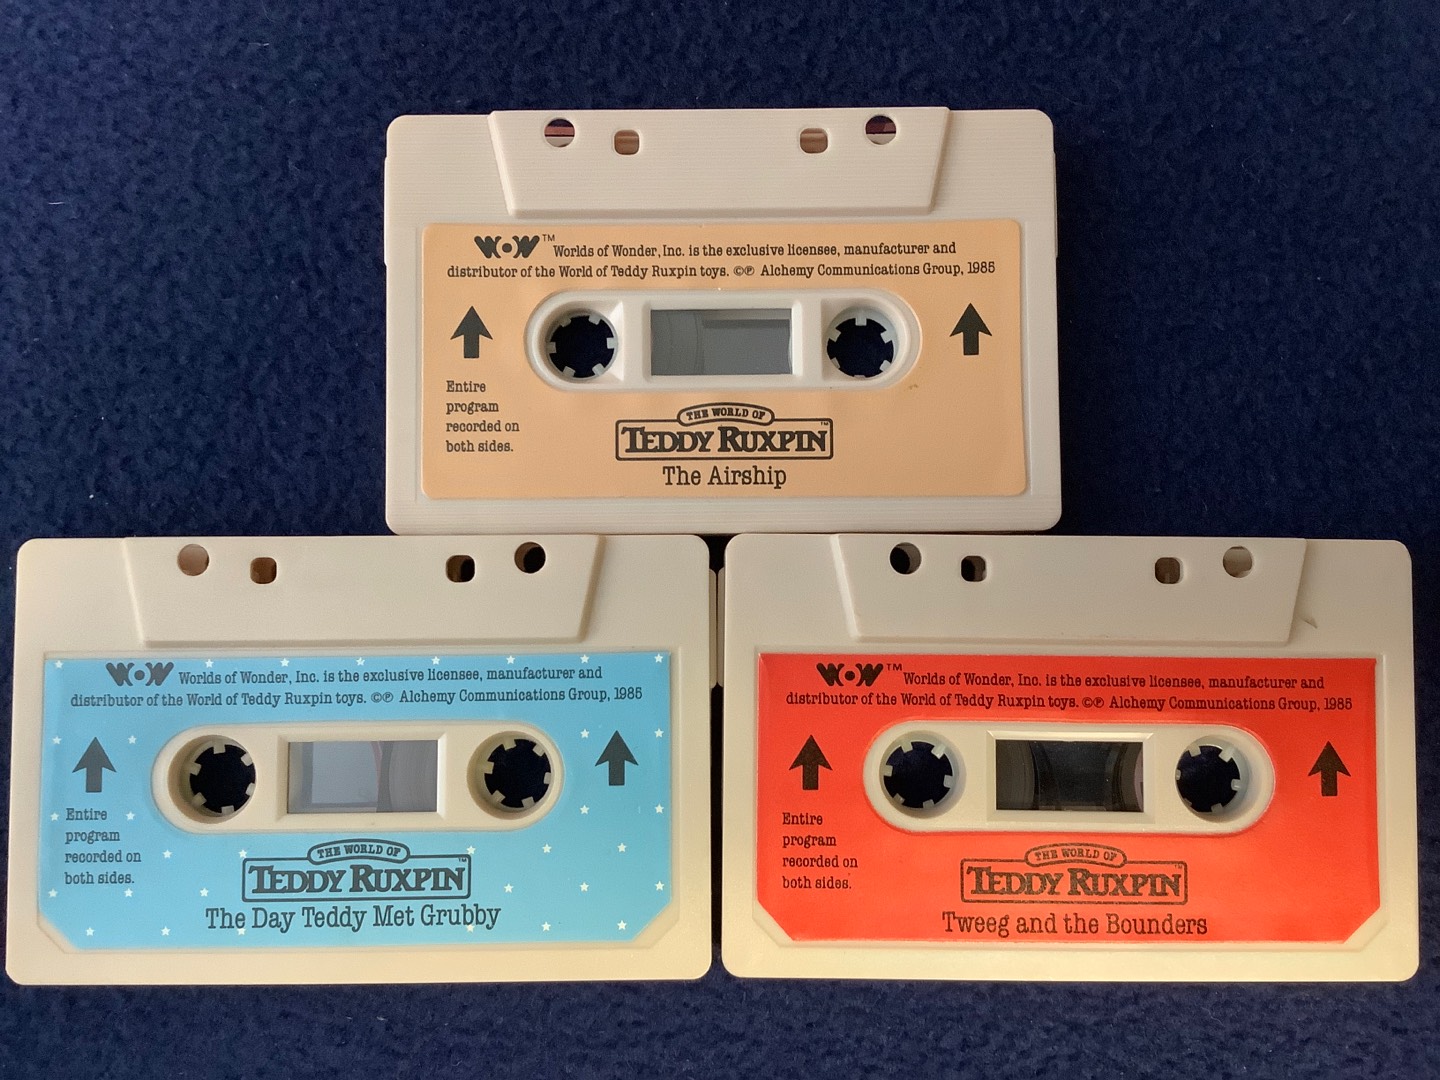 WOW™ Worlds of Wonder, Inc. is the exclusive licensee, manufacturer and
distributor of the World of Teddy Ruxpin toys. ©℗ Alchemy Communications Group, 1985
Entire
program
recorded on
both sides.
THE WORLD OF
TEDDY RUXPIN™
The Airship
WOW Worlds of Wonder, Inc. is the exclusive licensee, manufacturer and
distributor of the World of Teddy Ruxpin toys. ©℗ Alchemy Communications Group, 1985
Entire
program
recorded on
both sides.
THE WORLD OF
TEDDY RUXPIN™
The Day Teddy Met Grubby
WOW™ Worlds of Wonder, Inc. is the exclusive licensee, manufacturer and
distributor of the World of Teddy Ruxpin toys. ©℗ Alchemy Communications Group, 1985
Entire
program
recorded on
both sides.
THE WORLD OF
TEDDY RUXPIN™
Tweeg and the Bounders